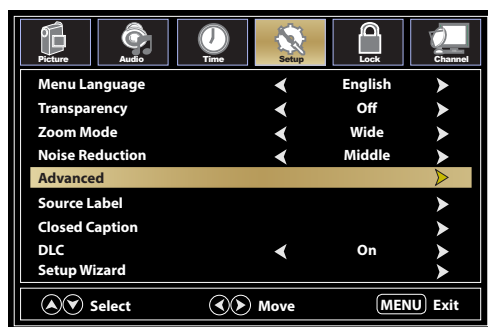 Picture Audio Time Setup Lock Channel
Menu Language English
Transparency Off
Zoom Mode Wide
Noise Reduction Middle
Advanced
Source Label
Closed Caption
DLC On
Setup Wizard
Select Move MENU Exit